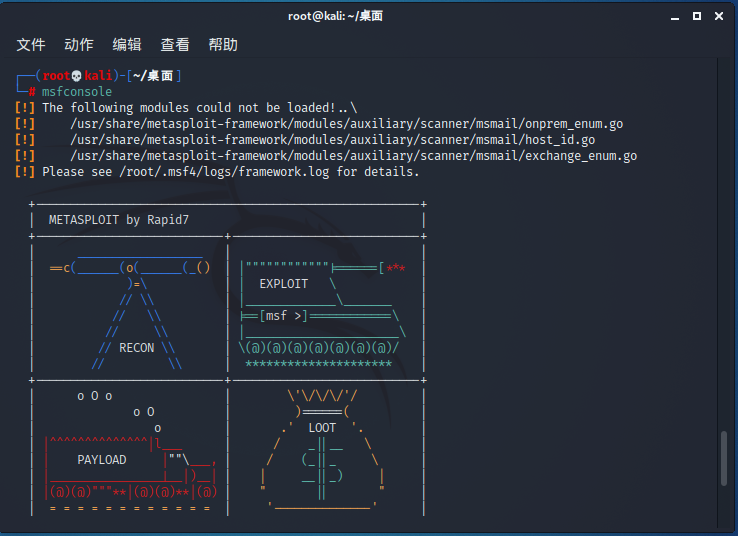 root@kali: ~/桌面
文件 动作 编辑 查看 帮助
┌──(root💀kali)-[~/桌面]
└─# msfconsole
[!] The following modules could not be loaded!..\
[!]     /usr/share/metasploit-framework/modules/auxiliary/scanner/msmail/onprem_enum.go
[!]     /usr/share/metasploit-framework/modules/auxiliary/scanner/msmail/host_id.go
[!]     /usr/share/metasploit-framework/modules/auxiliary/scanner/msmail/exchange_enum.go
[!] Please see /root/.msf4/logs/framework.log for details.
METASPLOIT by Rapid7
EXPLOIT
[msf >]
RECON
o O o
o O
o
LOOT
PAYLOAD